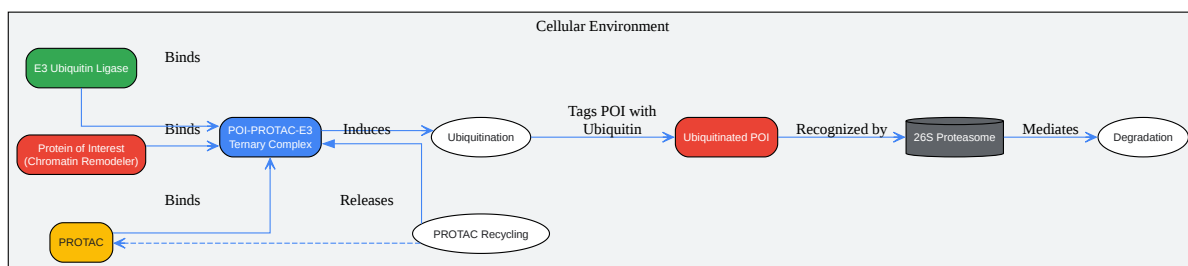 Cellular Environment
Binds
E3 Ubiquitin Ligase
Tags POI with
Ubiquitin
Binds
POI-PROTAC-E3
Ternary Complex
Induces
Ubiquitination
Ubiquitinated POI
Recognized by
26S Proteasome
Mediates
Degradation
Protein of Interest
(Chromatin Remodeler)
Binds
Releases
PROTAC
PROTAC Recycling